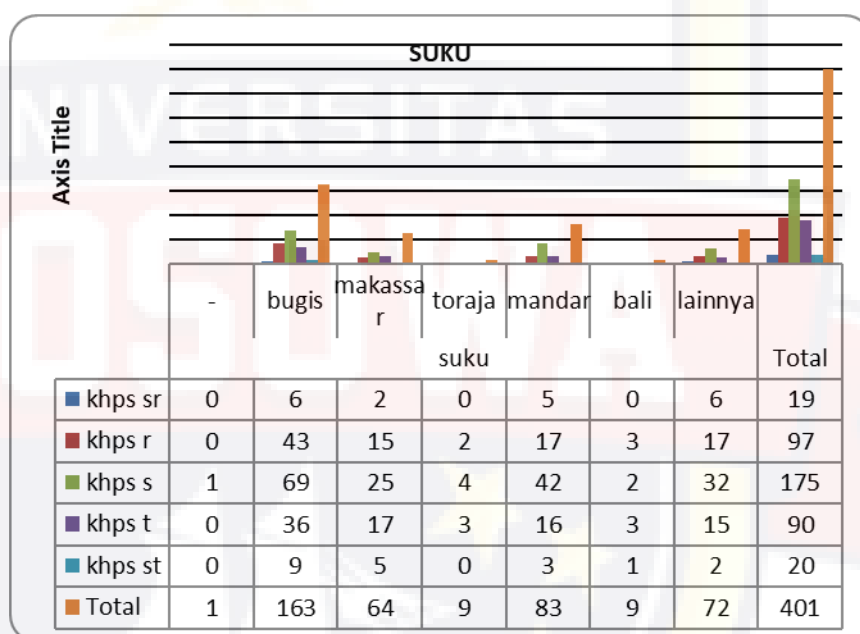 SUKU
Axis Title
- bugis makassa toraja mandar bali lainnya
r
suku Total
khps sr 0 6 2 0 5 0 6 19
khps r 0 43 15 2 17 3 17 97
khps s 1 69 25 4 42 2 32 175
khps t 0 36 17 3 16 3 15 90
khps st 0 9 5 0 3 1 2 20
Total 1 163 64 9 83 9 72 401
NIVERSITAS
OSOWA